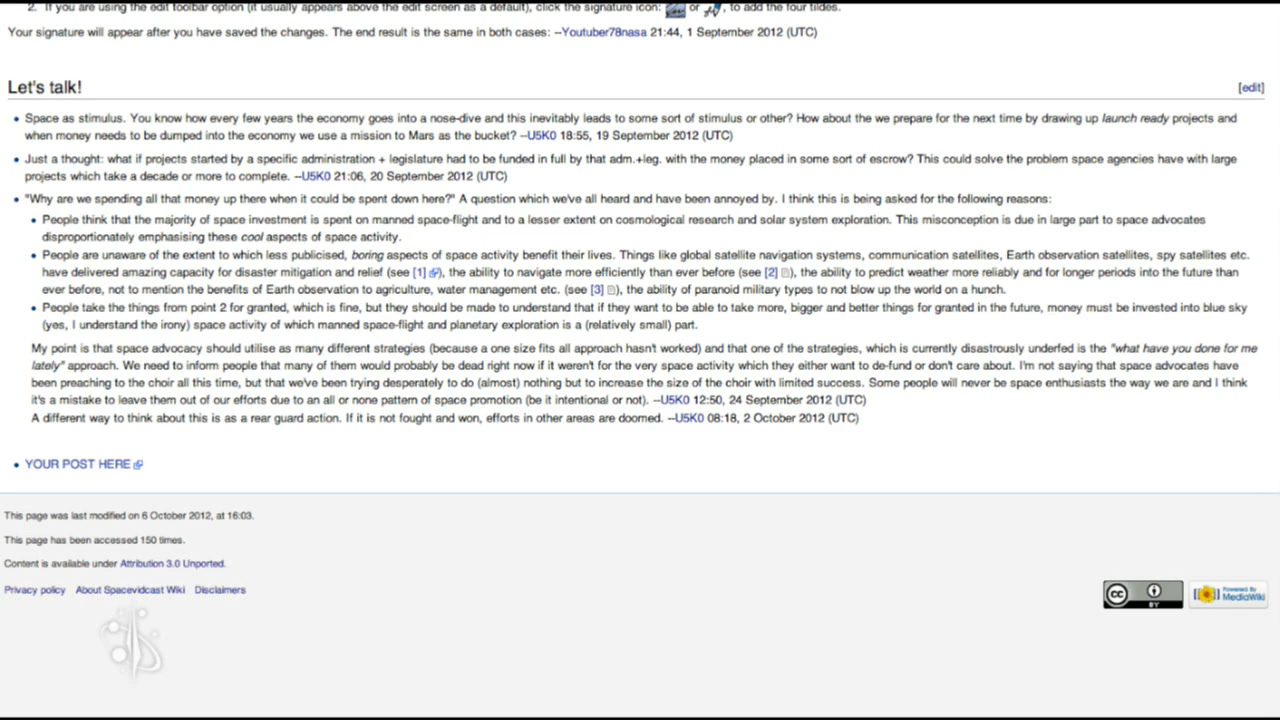 2. If you are using the edit toolbar option (it usually appears above the edit screen as a default), click the signature icon: or , to add the four tildes.
Your signature will appear after you have saved the changes. The end result is the same in both cases: --Youtuber78nasa 21:44, 1 September 2012 (UTC)
Let's talk! [edit]
• Space as stimulus. You know how every few years the economy goes into a nose-dive and this inevitably leads to some sort of stimulus or other? How about the we prepare for the next time by drawing up launch ready projects and
when money needs to be dumped into the economy we use a mission to Mars as the bucket? --U5K0 18:55, 19 September 2012 (UTC)
• Just a thought: what if projects started by a specific administration + legislature had to be funded in full by that adm.+leg. with the money placed in some sort of escrow? This could solve the problem space agencies have with large
projects which take a decade or more to complete. --U5K0 21:06, 20 September 2012 (UTC)
• "Why are we spending all that money up there when it could be spent down here?" A question which we've all heard and have been annoyed by. I think this is being asked for the following reasons:
• People think that the majority of space investment is spent on manned space-flight and to a lesser extent on cosmological research and solar system exploration. This misconception is due in large part to space advocates
disproportionately emphasising these cool aspects of space activity.
• People are unaware of the extent to which less publicised, boring aspects of space activity benefit their lives. Things like global satellite navigation systems, communication satellites, Earth observation satellites, spy satellites etc.
have delivered amazing capacity for disaster mitigation and relief (see [1]), the ability to navigate more efficiently than ever before (see [2]), the ability to predict weather more reliably and for longer periods into the future than
ever before, not to mention the benefits of Earth observation to agriculture, water management etc. (see [3]), the ability of paranoid military types to not blow up the world on a hunch.
• People take the things from point 2 for granted, which is fine, but they should be made to understand that if they want to be able to take more, bigger and better things for granted in the future, money must be invested into blue sky
(yes, I understand the irony) space activity of which manned space-flight and planetary exploration is a (relatively small) part.
My point is that space advocacy should utilise as many different strategies (because a one size fits all approach hasn't worked) and that one of the strategies, which is currently disastrously underfed is the "what have you done for me
lately" approach. We need to inform people that many of them would probably be dead right now if it weren't for the very space activity which they either want to de-fund or don't care about. I'm not saying that space advocates have
been preaching to the choir all this time, but that we've been trying desperately to do (almost) nothing but to increase the size of the choir with limited success. Some people will never be space enthusiasts the way we are and I think
it's a mistake to leave them out of our efforts due to an all or none pattern of space promotion (be it intentional or not). --U5K0 12:50, 24 September 2012 (UTC)
A different way to think about this is as a rear guard action. If it is not fought and won, efforts in other areas are doomed. --U5K0 08:18, 2 October 2012 (UTC)
• YOUR POST HERE
This page was last modified on 6 October 2012, at 16:03.
This page has been accessed 150 times.
Content is available under Attribution 3.0 Unported.
Privacy policy About Spacevidcast Wiki Disclaimers
CC BY
Powered By MediaWiki